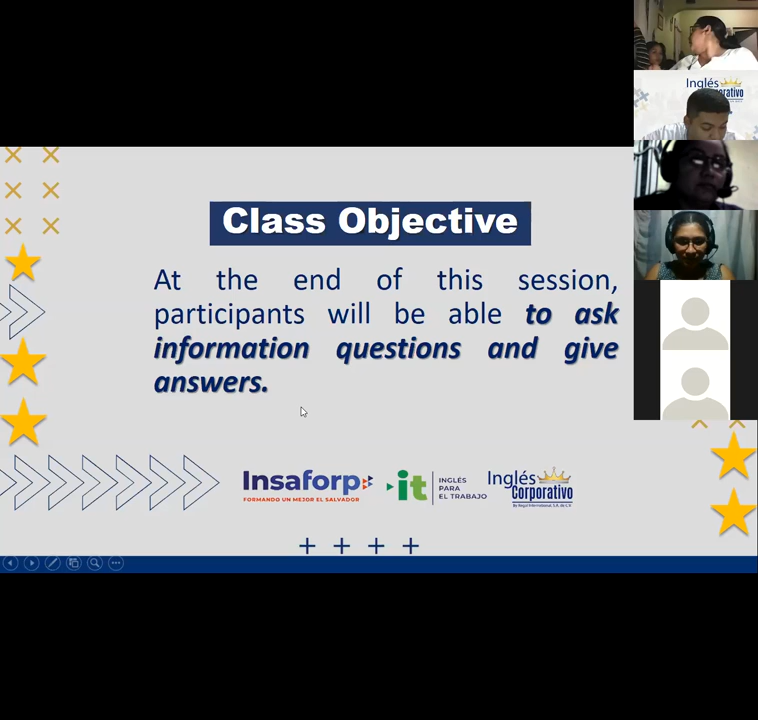 Class Objective
At the end of this session,
participants will be able to ask
information questions and give
answers.
Insaforp
FORMANDO UN MEJOR EL SALVADOR
it
INGLÉS
PARA
EL TRABAJO
Inglés
Corporativo
Inglés
orporativo